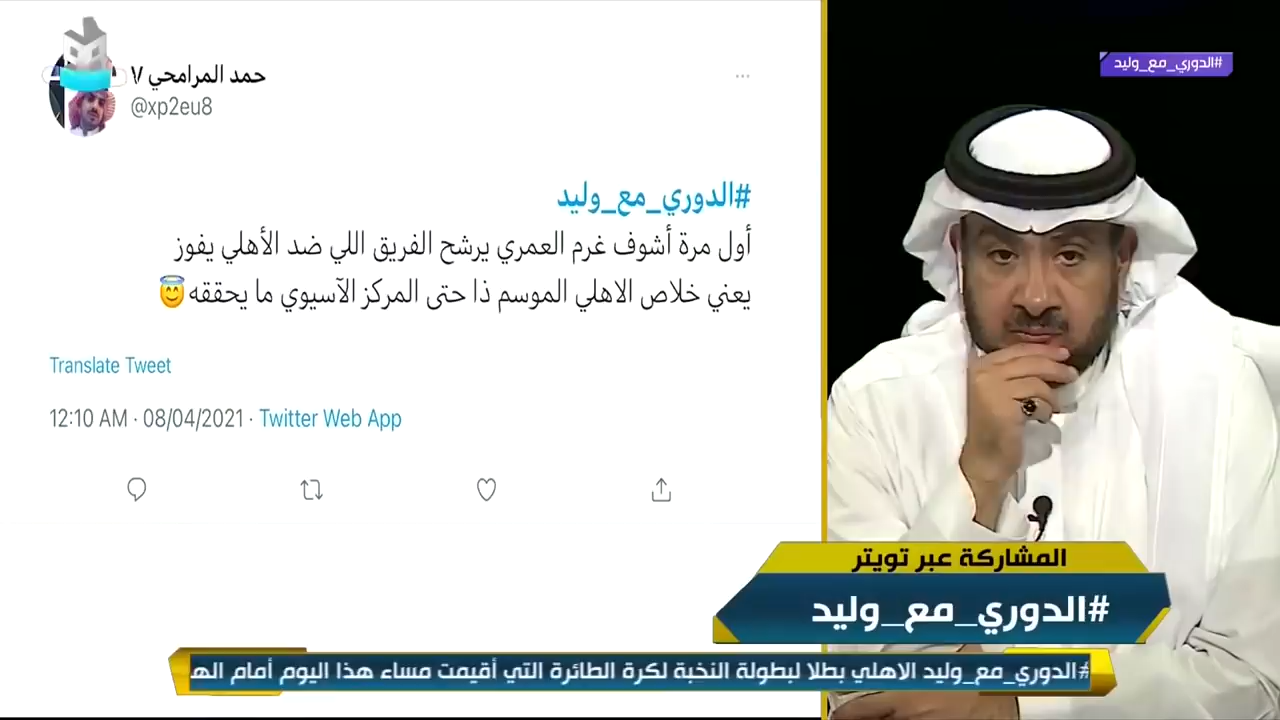 حمد المرامحي ٧
@xp2eu8
#الدوري_مع_وليد
أول مرة أشوف غرم العمري يرشح الفريق اللي ضد الأهلي يفوز
يعني خلاص الاهلي الموسم ذا حتى المركز الآسيوي ما يحققه😇
Translate Tweet
12:10 AM · 08/04/2021 · Twitter Web App
#الدوري_مع_وليد
المشاركة عبر تويتر
#الدوري_مع_وليد
#الدوري_مع_وليد الاهلي بطلا لبطولة النخبة لكرة الطائرة التي أقيمت مساء هذا اليوم أمام اله